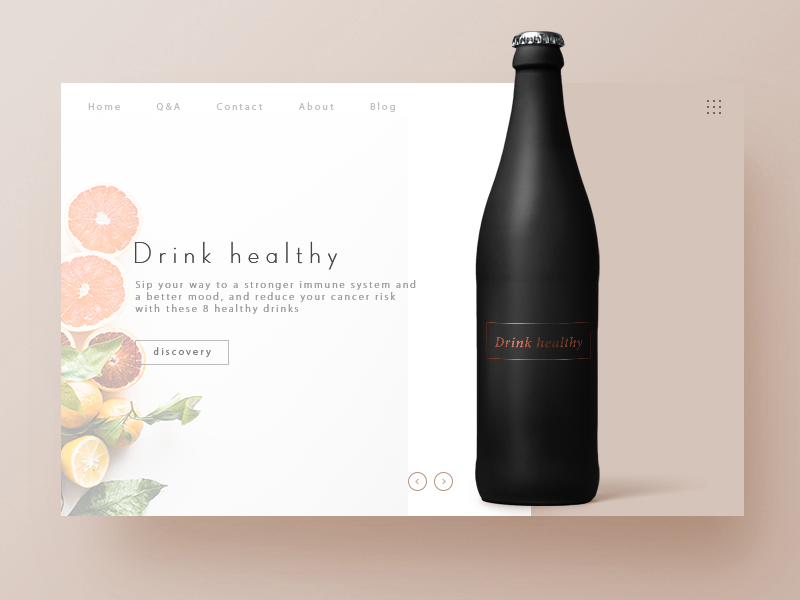 Home Q&A Contact About Blog
Drink healthy
Sip your way to a stronger immune system and
a better mood, and reduce your cancer risk
with these 8 healthy drinks
discovery
Drink healthy